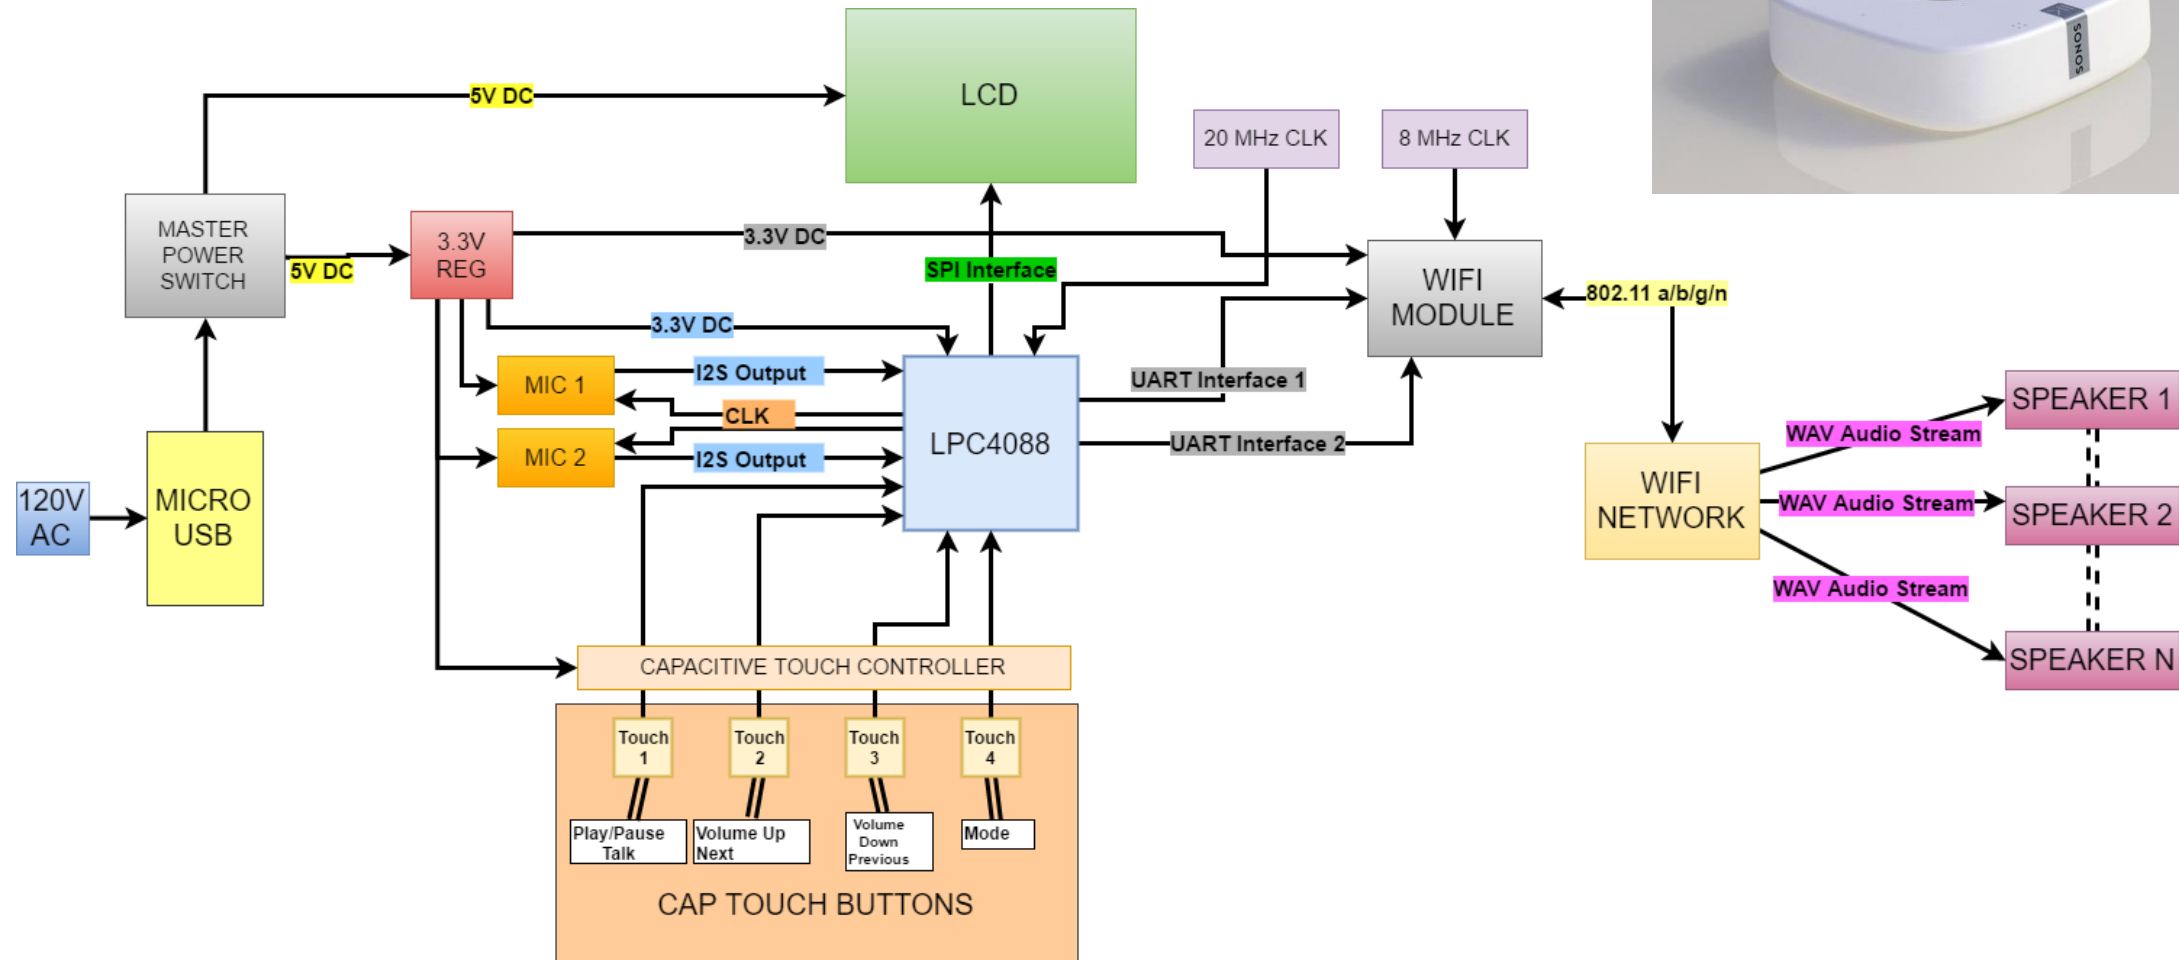 LCD
5V DC
20 MHz CLK
8 MHz CLK
SONOS
MASTER
POWER
SWITCH
5V DC
3.3V
REG
3.3V DC
SPI Interface
WIFI
MODULE
802.11 a/b/g/n
3.3V DC
MIC 1
I2S Output
CLK
MIC 2
I2S Output
LPC4088
UART Interface 1
UART Interface 2
120V
AC
MICRO
USB
WIFI
NETWORK
WAV Audio Stream
WAV Audio Stream
WAV Audio Stream
SPEAKER 1
SPEAKER 2
SPEAKER N
CAPACITIVE TOUCH CONTROLLER
Touch
1
Touch
2
Touch
3
Touch
4
Play/Pause
Talk
Volume Up
Next
Volume
Down
Previous
Mode
CAP TOUCH BUTTONS